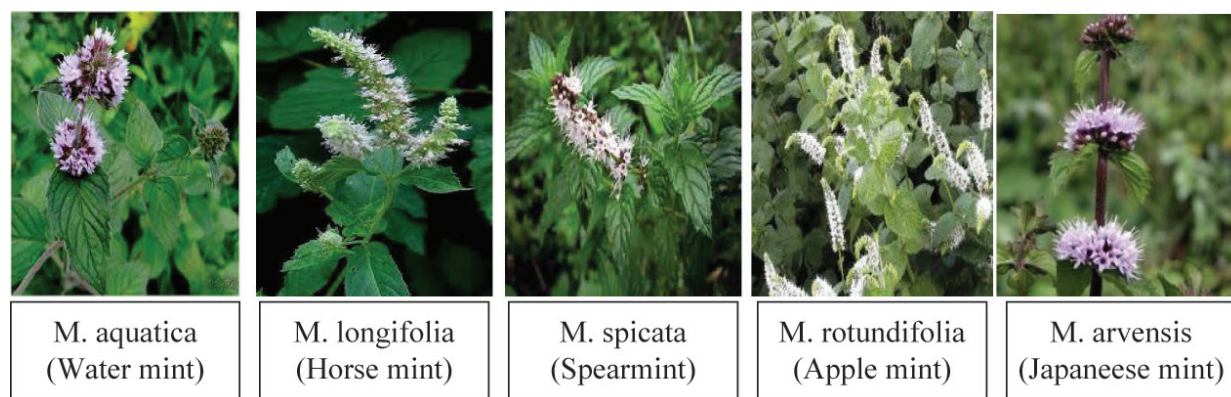 M. aquatica
(Water mint)
M. longifolia
(Horse mint)
M. spicata
(Spearmint)
M. rotundifolia
(Apple mint)
M. arvensis
(Japaneese mint)